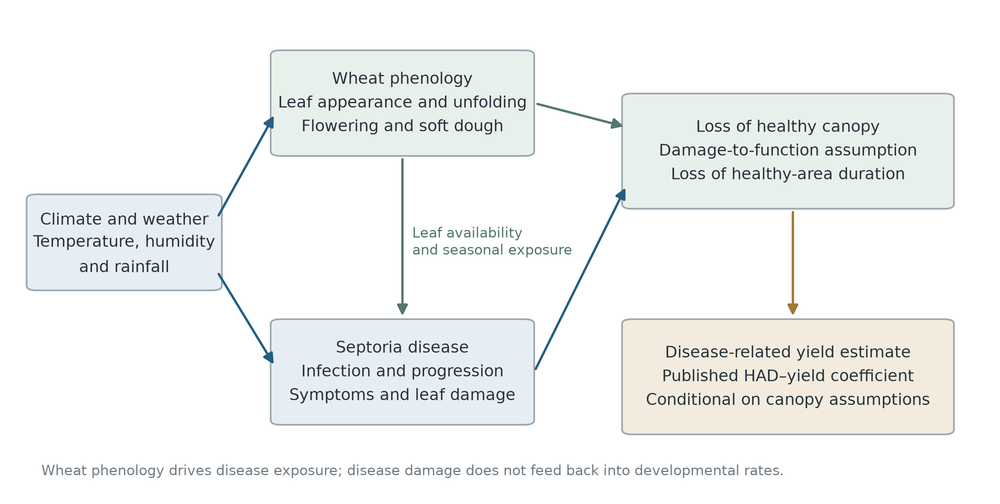 Wheat phenology
Leaf appearance and unfolding
Flowering and soft dough
Loss of healthy canopy
Damage-to-function assumption
Loss of healthy-area duration
Climate and weather
Temperature, humidity
and rainfall
Leaf availability
and seasonal exposure
Septoria disease
Infection and progression
Symptoms and leaf damage
Disease-related yield estimate
Published HAD–yield coefficient
Conditional on canopy assumptions
Wheat phenology drives disease exposure; disease damage does not feed back into developmental rates.